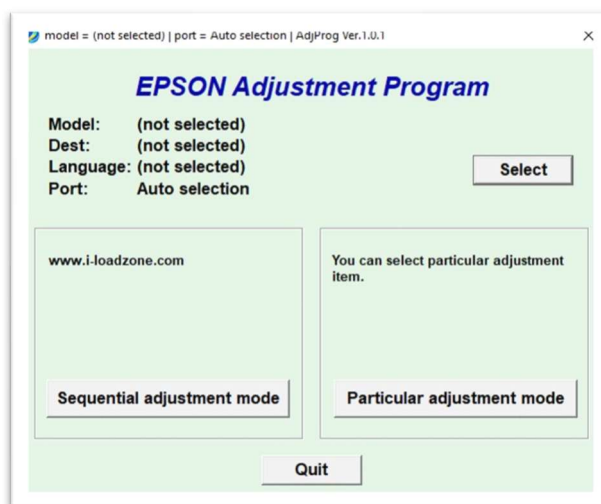 model = (not selected) | port = Auto selection | AdjProg Ver.1.0.1
EPSON Adjustment Program
Model: (not selected)
Dest: (not selected)
Language: (not selected)
Port: Auto selection
Select
www.i-loadzone.com
You can select particular adjustment
item.
Sequential adjustment mode
Particular adjustment mode
Quit